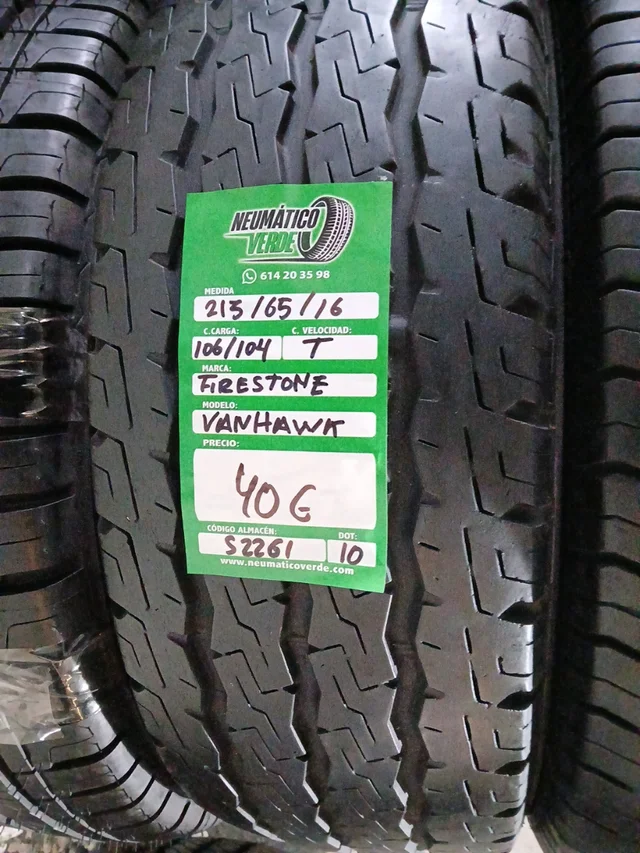 NEUMÁTICO
VERDE
614 20 35 98
MEDIDA
215/65/16
C.CARGA: C. VELOCIDAD:
106/104 T
MARCA:
FIRESTONE
MODELO:
VANHAWK
PRECIO:
40€
CÓDIGO ALMACÉN: DOT:
S2261 10
www.neumaticoverde.com